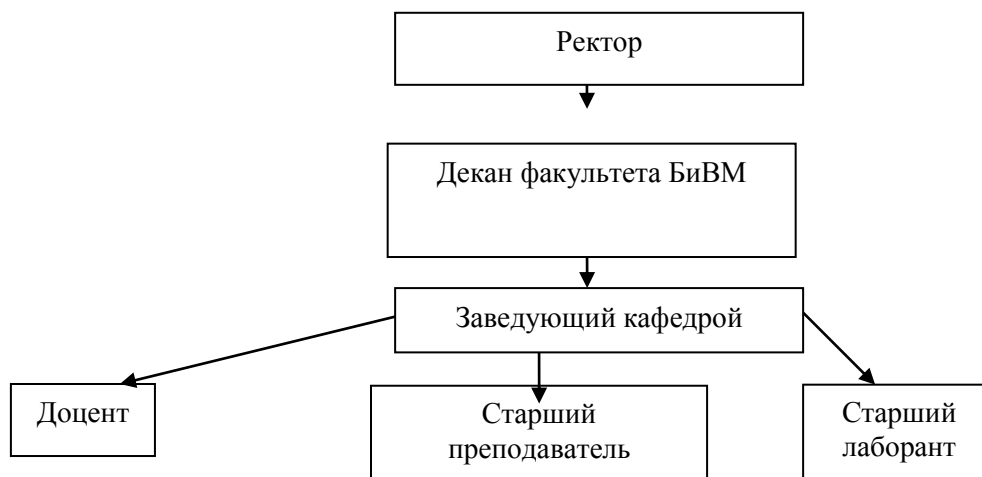 Ректор
Декан факультета БиВМ
Заведующий кафедрой
Доцент
Старший
преподаватель
Старший
лаборант